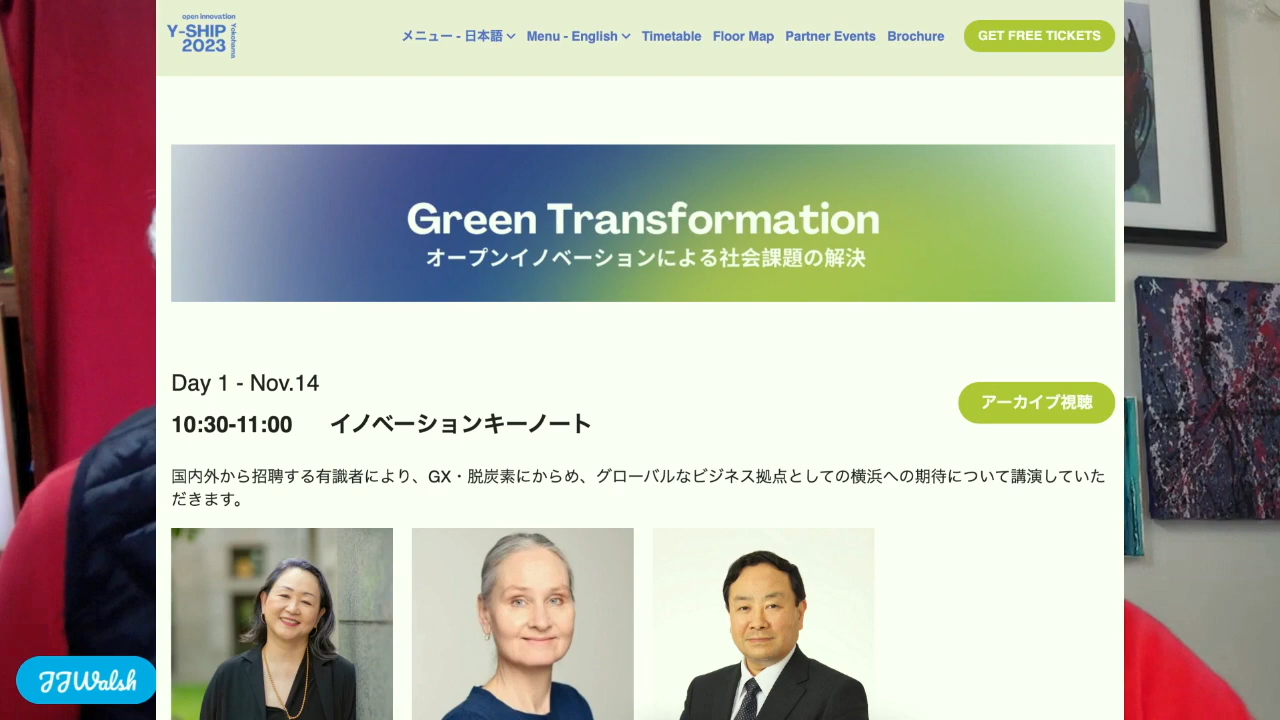 open innovation
Y-SHIP
2023
Yokohama
メニュー - 日本語
Menu - English
Timetable
Floor Map
Partner Events
Brochure
GET FREE TICKETS
Green Transformation
オープンイノベーションによる社会課題の解決
Day 1 - Nov.14
アーカイブ視聴
10:30-11:00 イノベーションキーノート
国内外から招聘する有識者により、GX・脱炭素にからめ、グローバルなビジネス拠点としての横浜への期待について講演していた
だきます。
JJWalsh